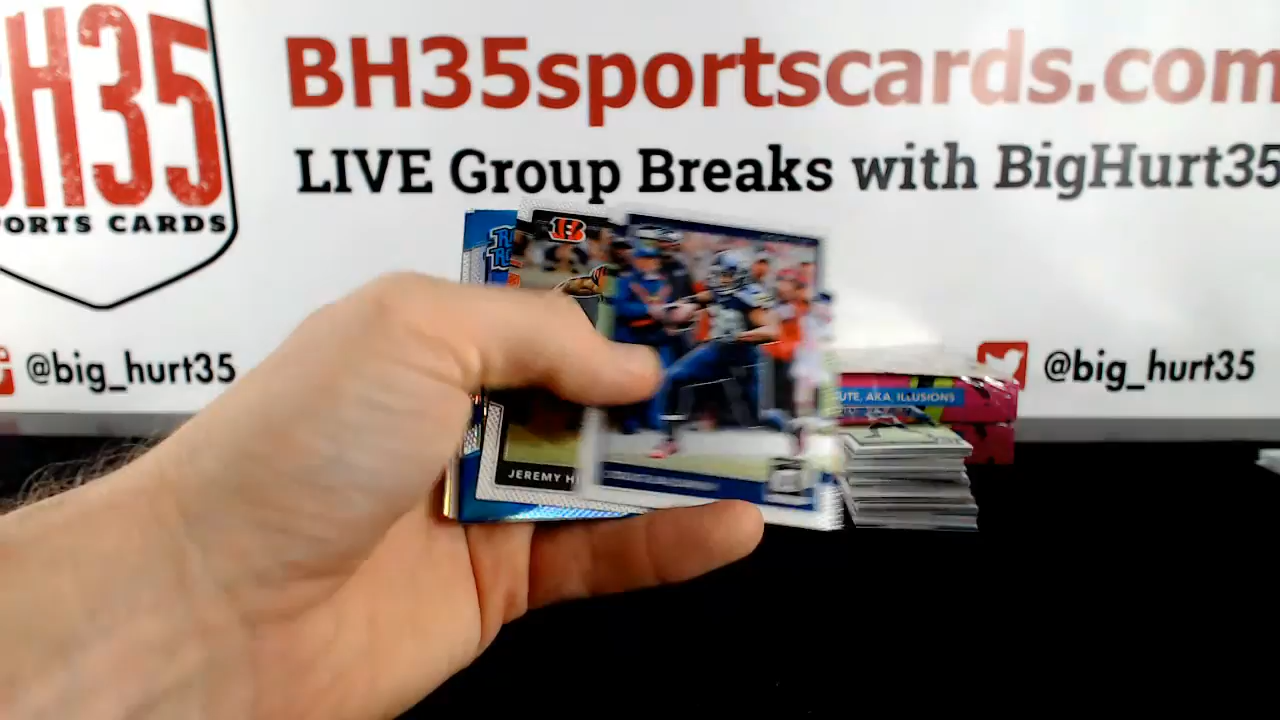 BH35
ORTS CARDS
BH35sportscards.com
LIVE Group Breaks with BigHurt35
@big_hurt35
@big_hurt35
UTE, AKA, ILLUSIONS
JEREMY H